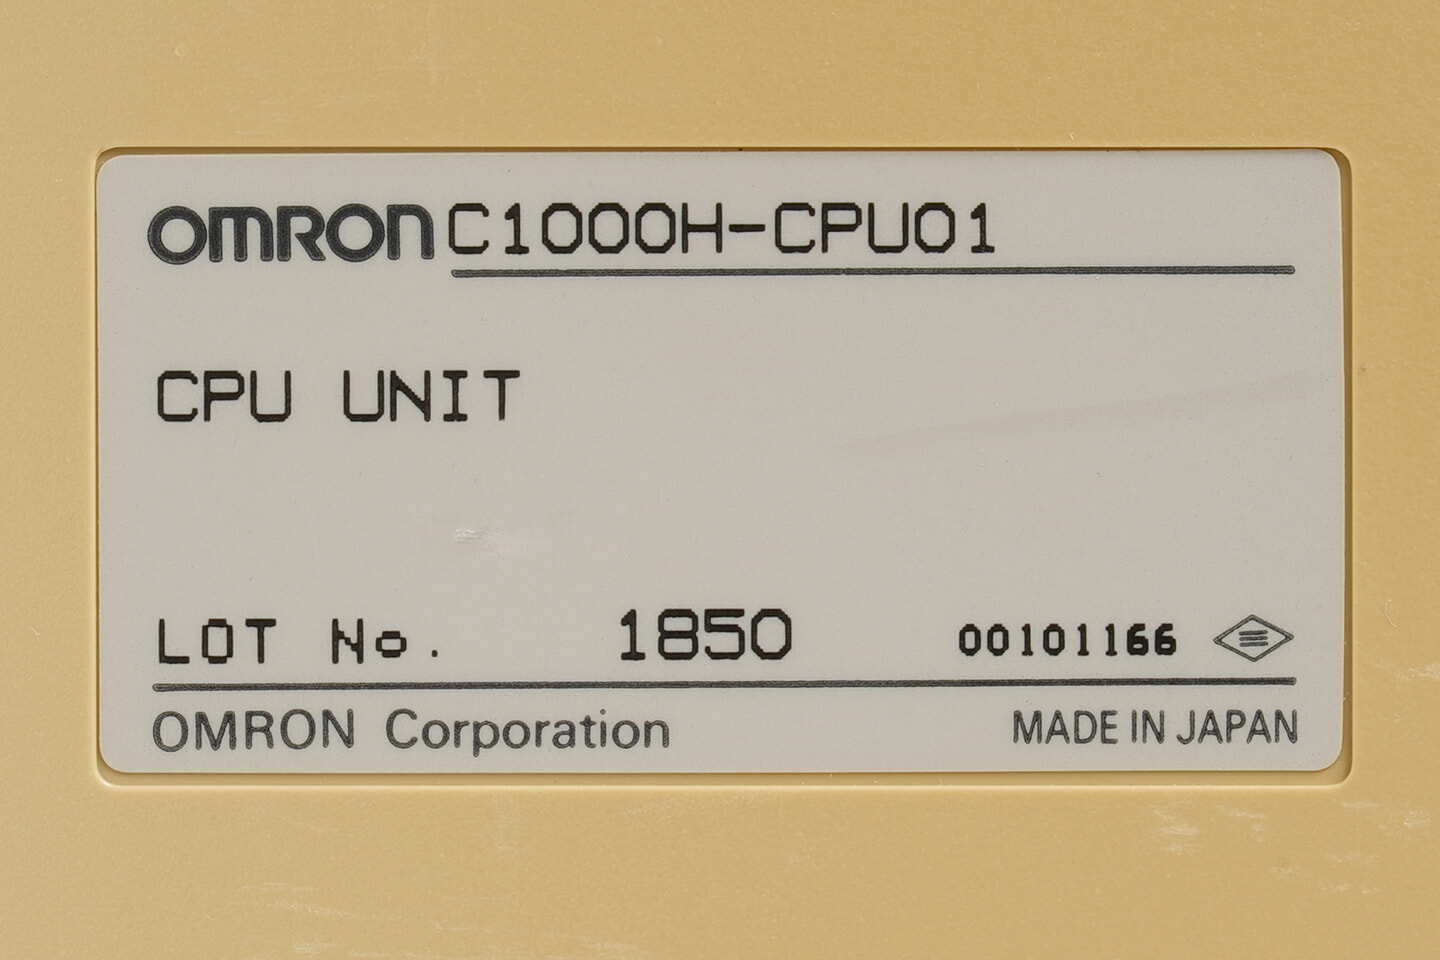 OMRON C1000H-CPU01
CPU UNIT
LOT No. 1850 00101166
OMRON Corporation MADE IN JAPAN